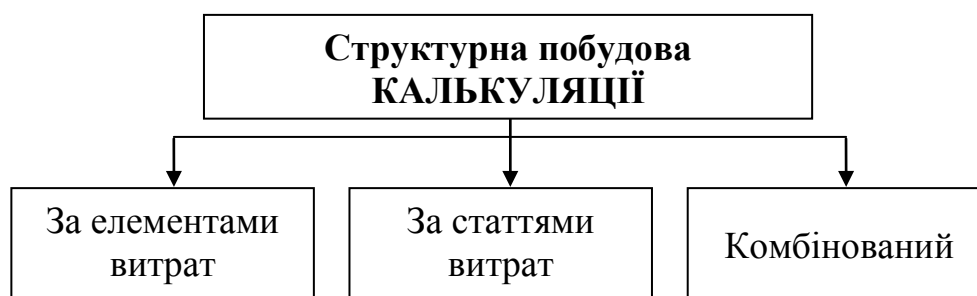 Структурна побудова
КАЛЬКУЛЯЦІЇ
За елементами
витрат
За статтями
витрат
Комбінований